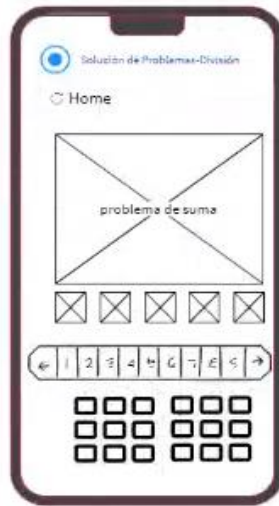 Solución de Problemas-División
Home
problema de suma
← 1 2 3 4 5 6 7 8 9 →